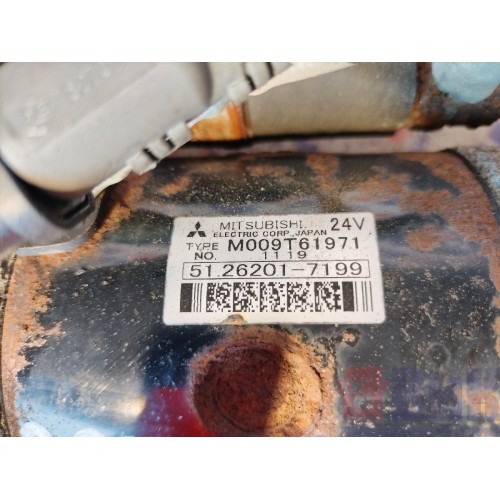 MITSUBISHI 24V
ELECTRIC CORP., JAPAN
TYPE M009T61971
NO. 1119
51.26201-7199